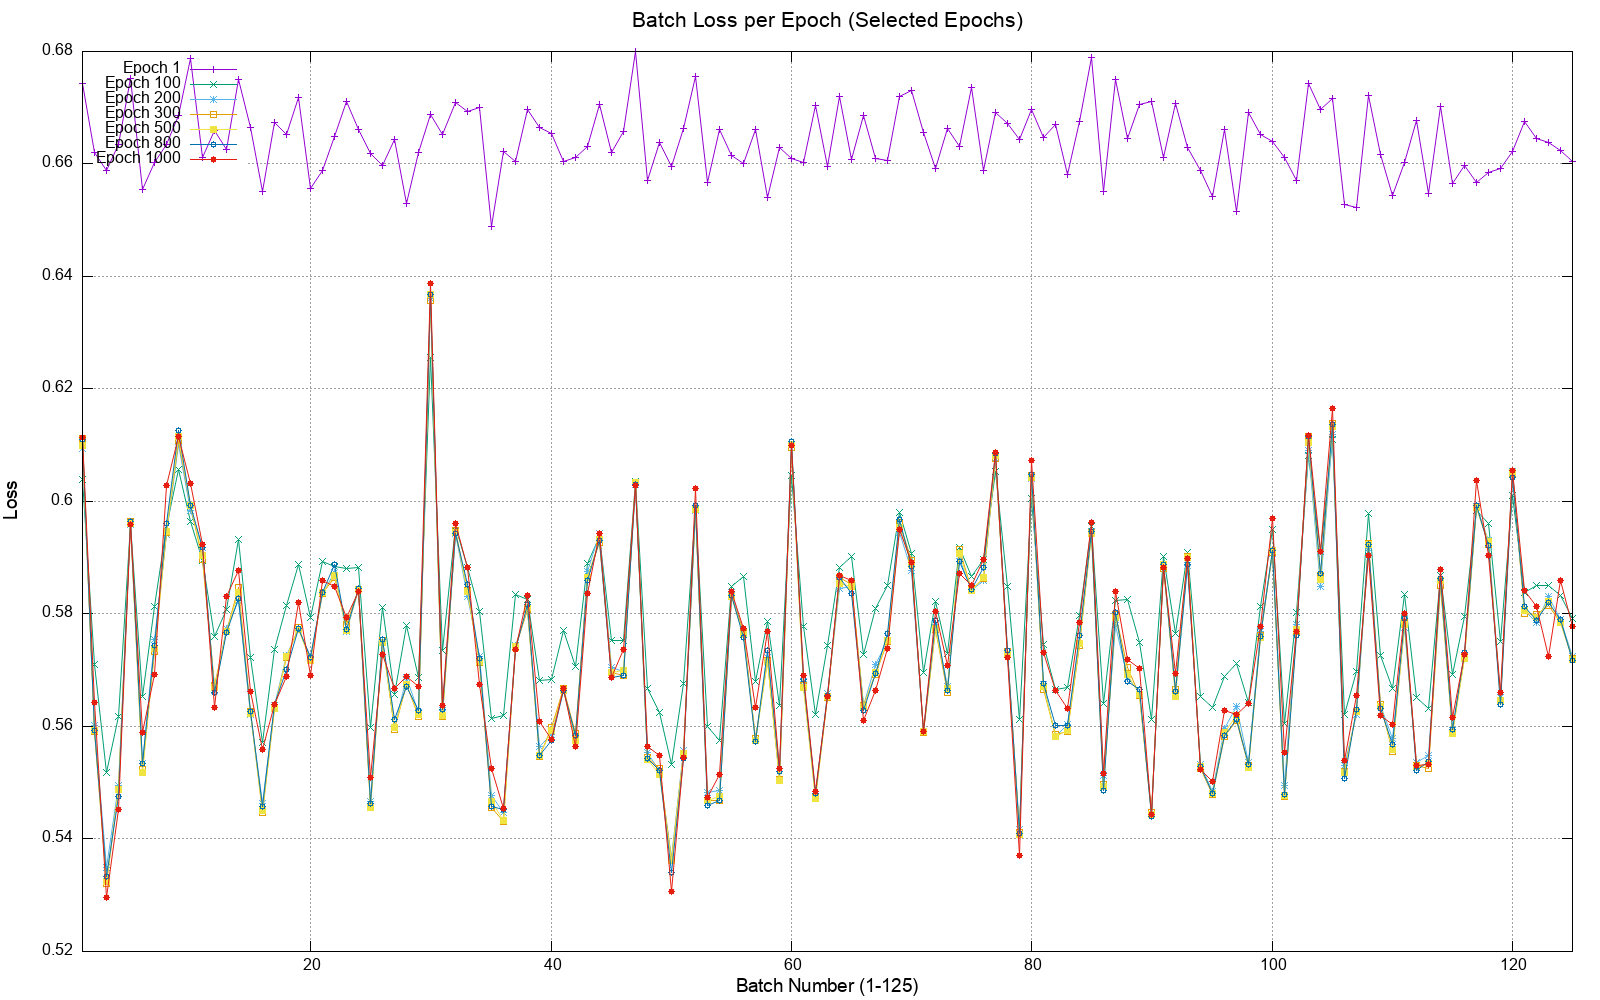 Batch Loss per Epoch (Selected Epochs)
0.68
0.66
0.64
0.62
0.6
0.58
0.56
0.54
0.52
Loss
Epoch 1
Epoch 100
Epoch 200
Epoch 300
Epoch 500
Epoch 800
Epoch 1000
20
40
60
80
100
120
Batch Number (1-125)